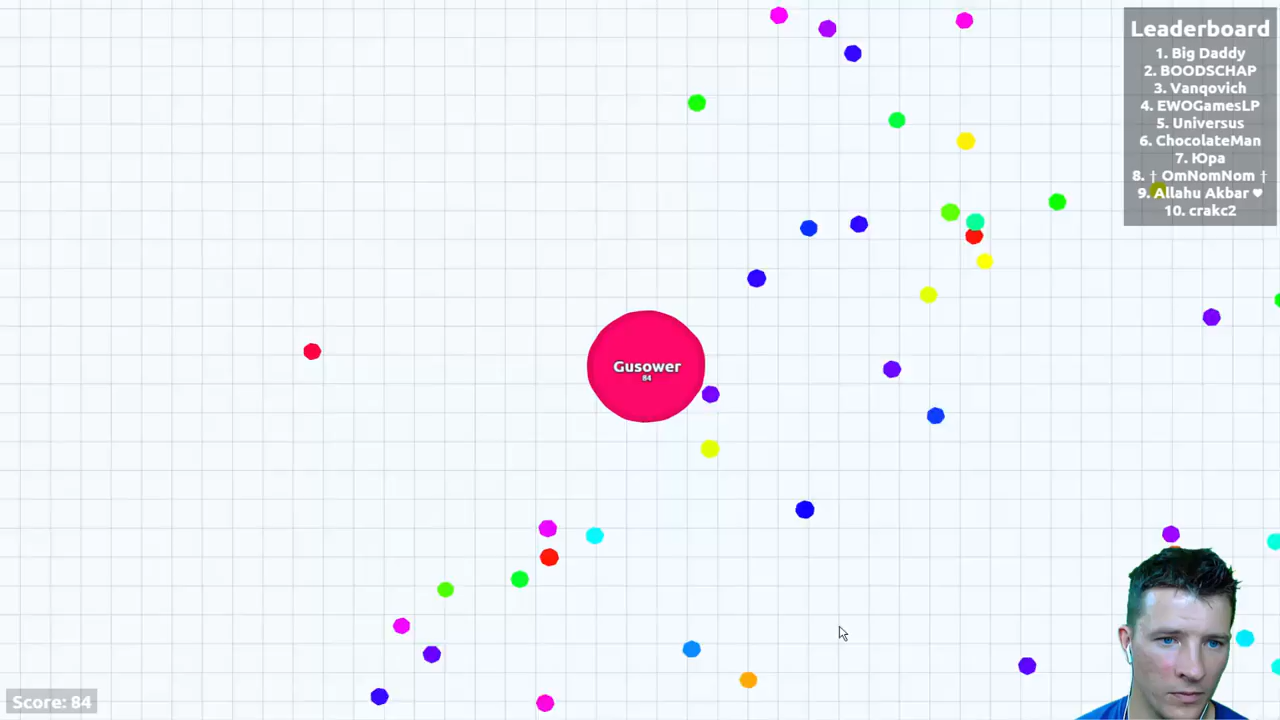 Leaderboard
1. Big Daddy
2. BOODSCHAP
3. Vanqovich
4. EWOGamesLP
5. Universus
6. ChocolateMan
7. Юра
8. † OmNomNom †
9. Allahu Akbar ♥
10. crakc2
Gusower
84
Score: 84